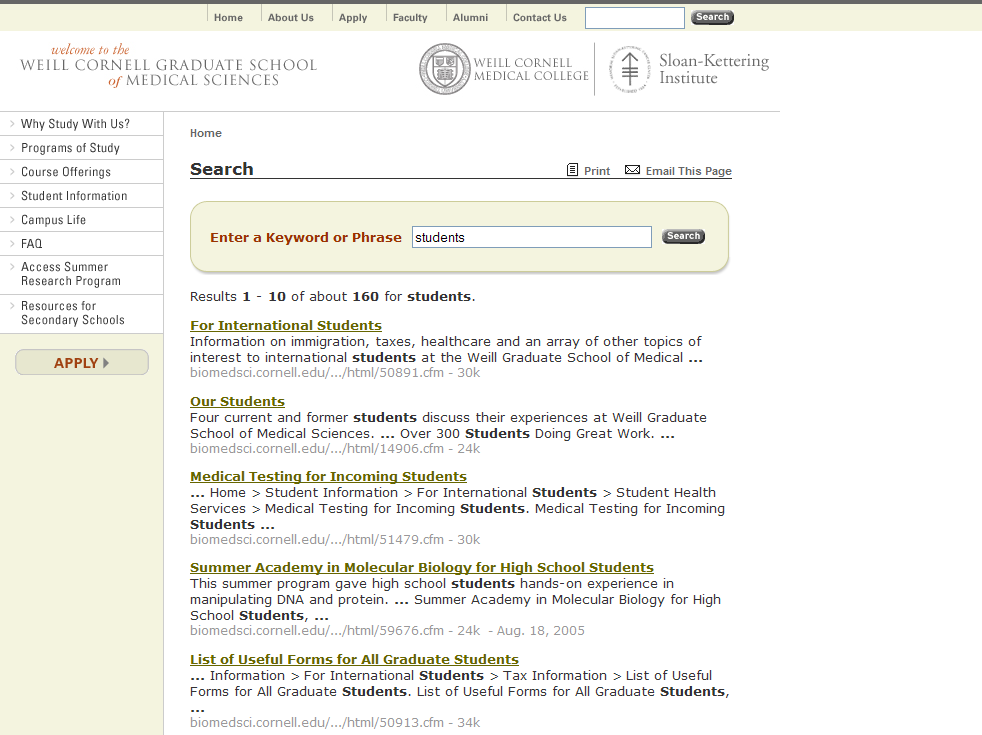 Home
About Us
Apply
Faculty
Alumni
Contact Us
Search
welcome to the
WEILL CORNELL GRADUATE SCHOOL
of MEDICAL SCIENCES
WEILL CORNELL
MEDICAL COLLEGE
Sloan-Kettering
Institute
Why Study With Us?
Programs of Study
Course Offerings
Student Information
Campus Life
FAQ
Access Summer
Research Program
Resources for
Secondary Schools
APPLY
Home
Search
Print
Email This Page
Enter a Keyword or Phrase
students
Search
Results 1 - 10 of about 160 for students.
For International Students
Information on immigration, taxes, healthcare and an array of other topics of
interest to international students at the Weill Graduate School of Medical ...
biomedsci.cornell.edu/.../html/50891.cfm - 30k
Our Students
Four current and former students discuss their experiences at Weill Graduate
School of Medical Sciences. ... Over 300 Students Doing Great Work. ...
biomedsci.cornell.edu/.../html/14906.cfm - 24k
Medical Testing for Incoming Students
... Home > Student Information > For International Students > Student Health
Services > Medical Testing for Incoming Students. Medical Testing for Incoming
Students ...
biomedsci.cornell.edu/.../html/51479.cfm - 30k
Summer Academy in Molecular Biology for High School Students
This summer program gave high school students hands-on experience in
manipulating DNA and protein. ... Summer Academy in Molecular Biology for High
School Students, ...
biomedsci.cornell.edu/.../html/59676.cfm - 24k - Aug. 18, 2005
List of Useful Forms for All Graduate Students
... Information > For International Students > Tax Information > List of Useful
Forms for All Graduate Students. List of Useful Forms for All Graduate Students,
...
biomedsci.cornell.edu/.../html/50913.cfm - 34k